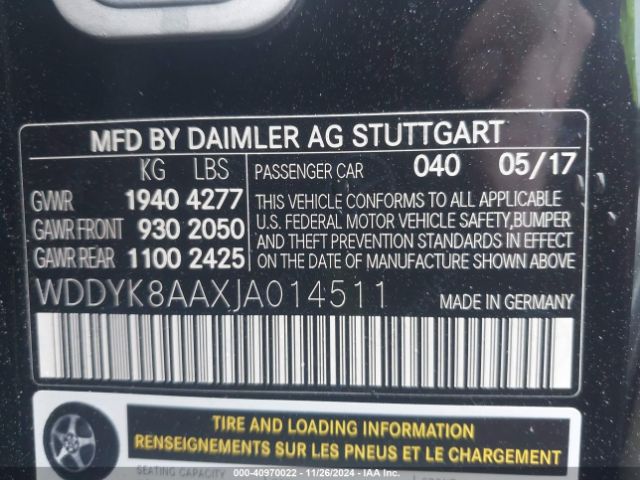 MFD BY DAIMLER AG STUTTGART
KG LBS PASSENGER CAR 040 05/17
GVWR 1940 4277
GAWR FRONT 930 2050
GAWR REAR 1100 2425
THIS VEHICLE CONFORMS TO ALL APPLICABLE
U.S. FEDERAL MOTOR VEHICLE SAFETY,BUMPER
AND THEFT PREVENTION STANDARDS IN EFFECT
ON THE DATE OF MANUFACTURE SHOWN ABOVE
WDDYK8AAXJA014511 MADE IN GERMANY
TIRE AND LOADING INFORMATION
RENSEIGNEMENTS SUR LES PNEUS ET LE CHARGEMENT
SEATING CAPACITY
000-40970022 - 11/26/2024 - IAA Inc.